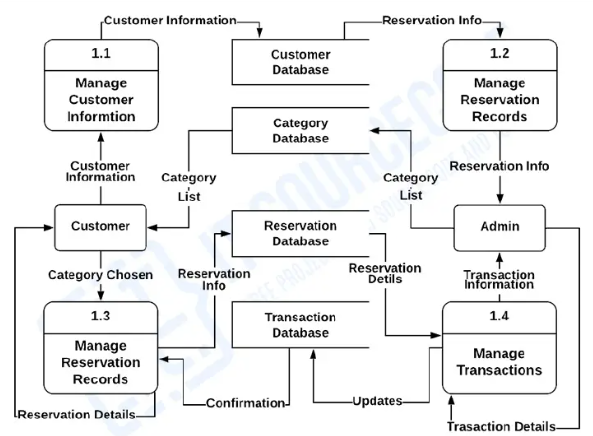 Customer Information
Reservation Info
1.1
Manage
Customer
Informtion
Customer
Database
1.2
Manage
Reservation
Records
Category
Database
Customer
Information
Category
List
Category
List
Reservation Info
Customer
Reservation
Database
Admin
Category Chosen
Reservation
Info
Reservation
Detils
Transaction
Information
1.3
Manage
Reservation
Records
Transaction
Database
1.4
Manage
Transactions
Reservation Details
Confirmation
Updates
Trasaction Details